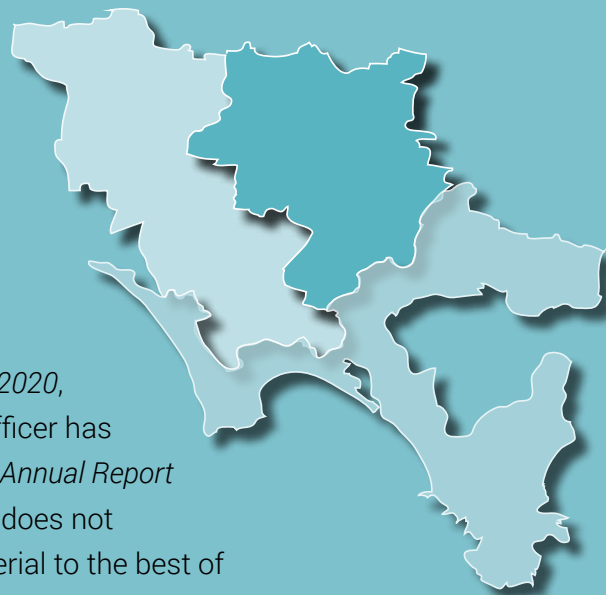 2020,
fficer has
Annual Report
does not
erial to the best of